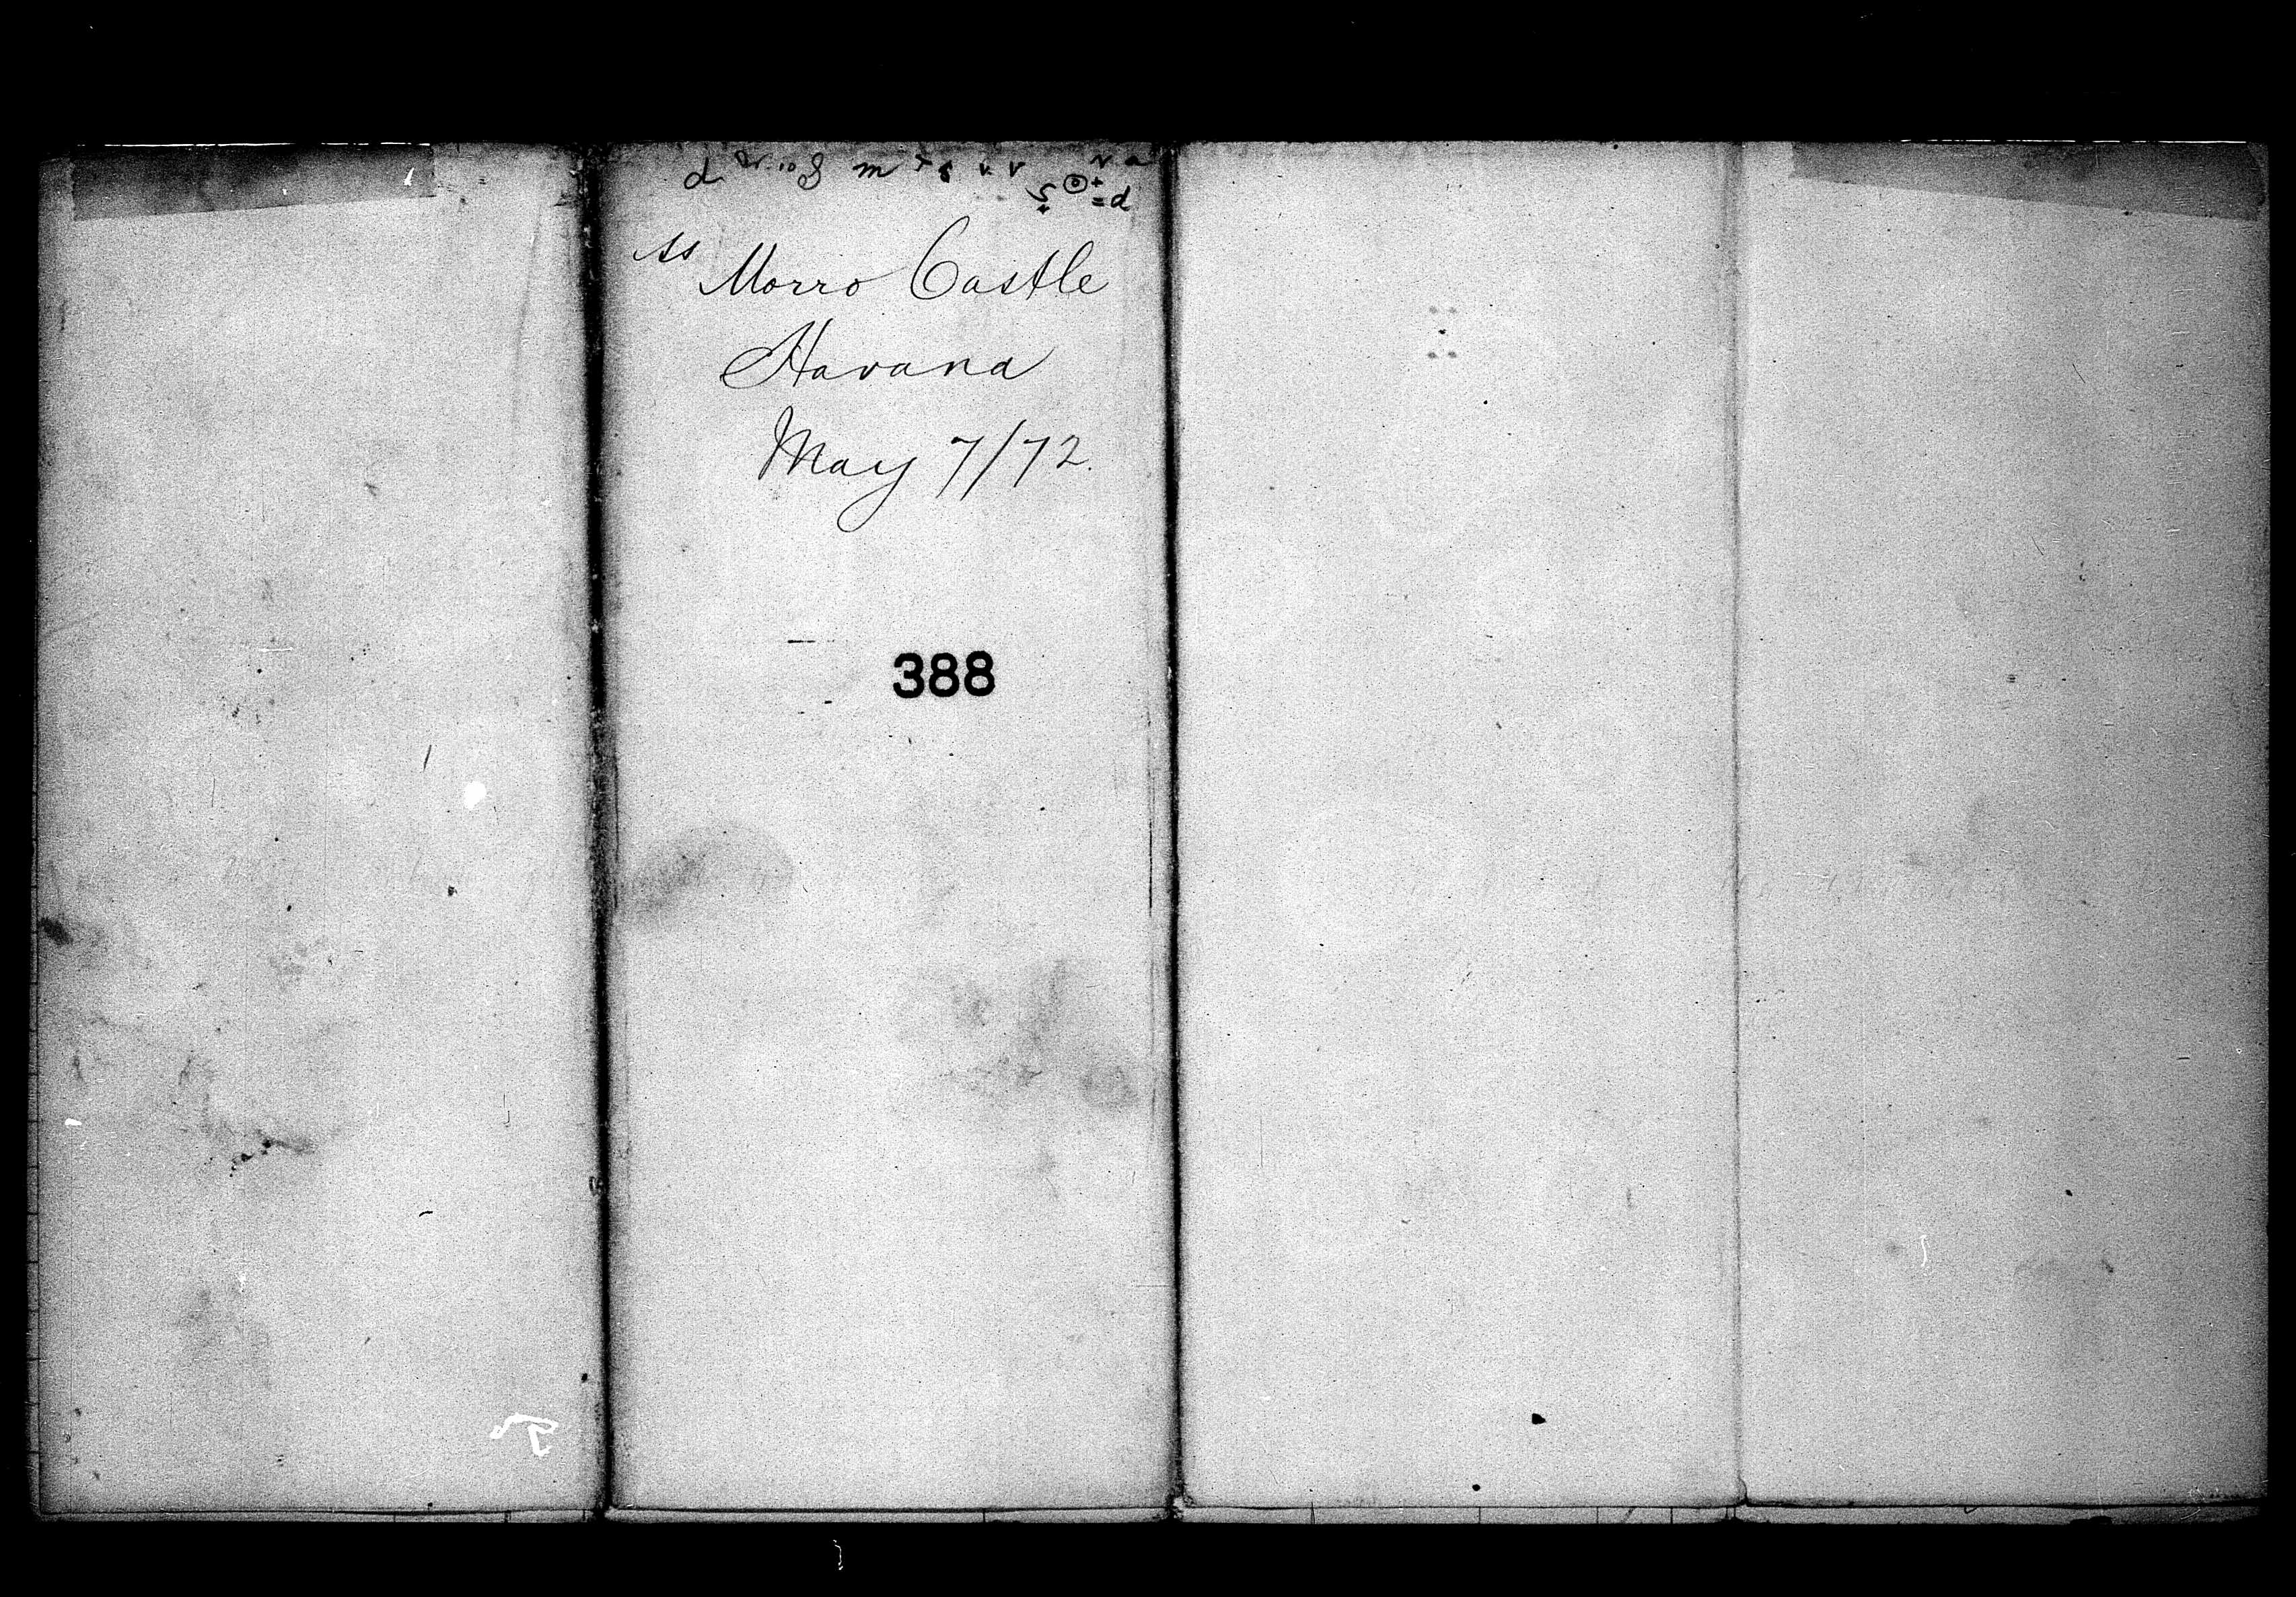 ss Morro Castle
Havana
May 7/72.
388